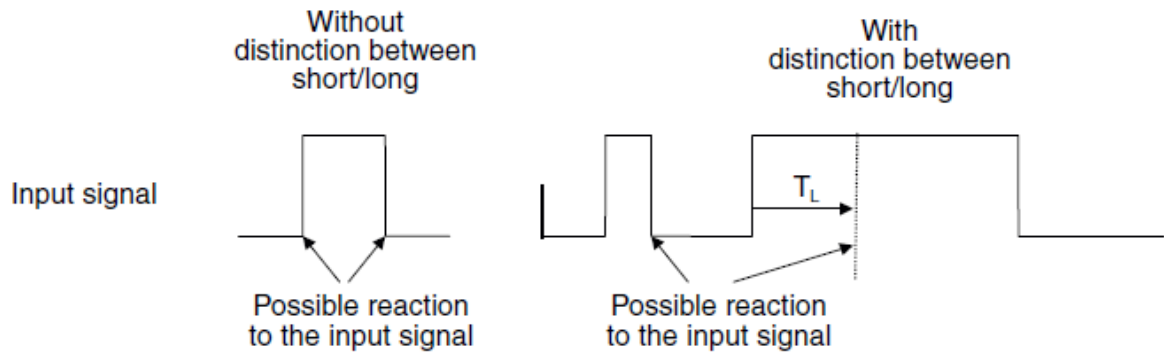 Without
distinction between
short/long
With
distinction between
short/long
Input signal
TL
Possible reaction
to the input signal
Possible reaction
to the input signal